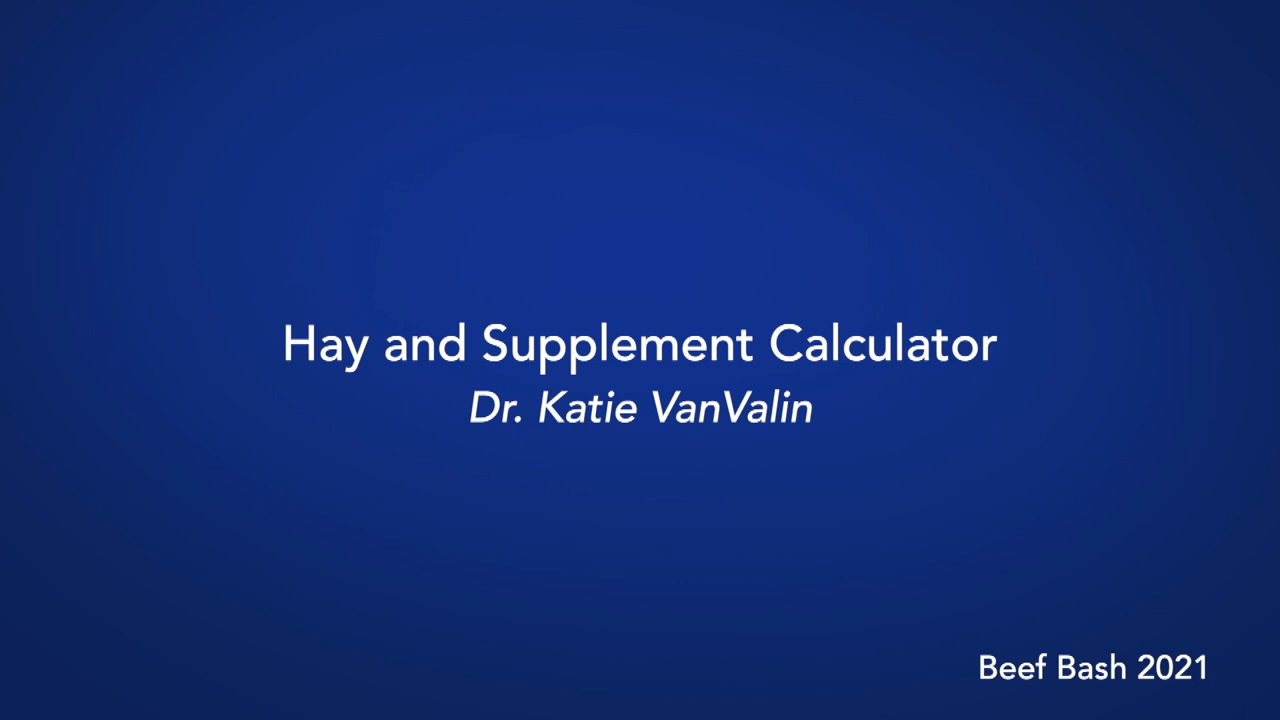 Hay and Supplement Calculator
Dr. Katie VanValin
Beef Bash 2021